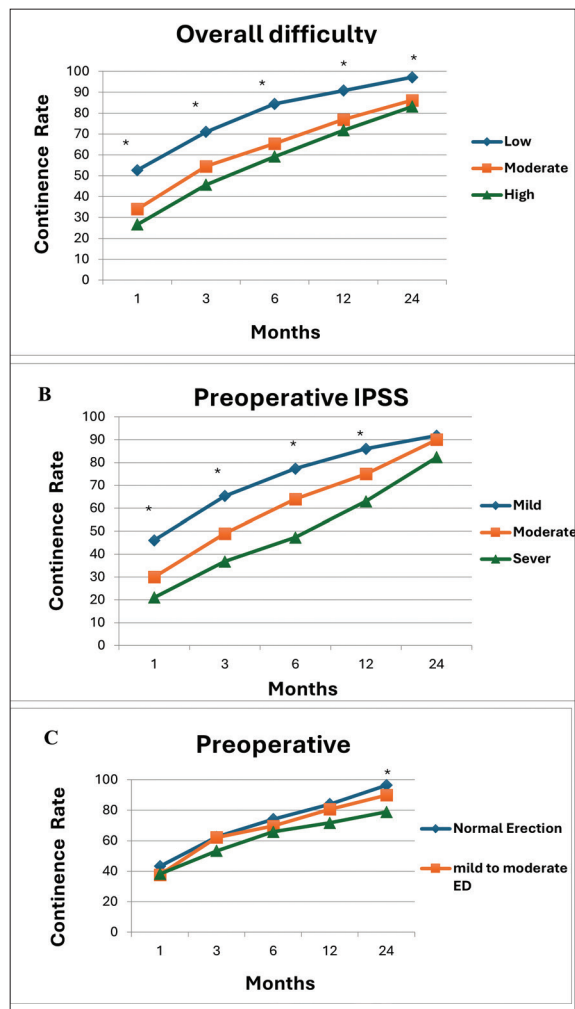 Overall difficulty
*
*
*
*
*
100
90
80
70
60
50
40
30
20
10
0
Continence Rate
1 3 6 12 24
Months
Low
Moderate
High
B
Preoperative IPSS
100
90
80
70
60
50
40
30
20
10
0
*
*
*
*
Continence Rate
1 3 6 12 24
Months
Mild
Moderate
Sever
C
Preoperative
*
100
80
60
40
20
0
Continence Rate
1 3 6 12 24
Months
Normal Erection
mild to moderate
ED